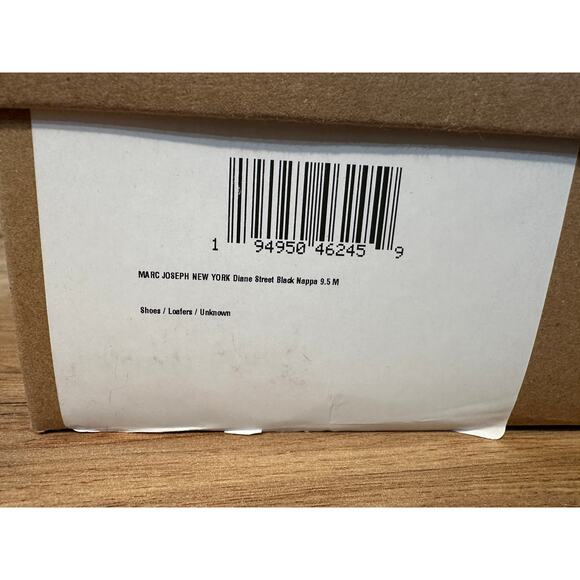 1 94950 46245 9
MARC JOSEPH NEW YORK Diane Street Black Nappa 9.5 M
Shoes / Loafers / Unknown